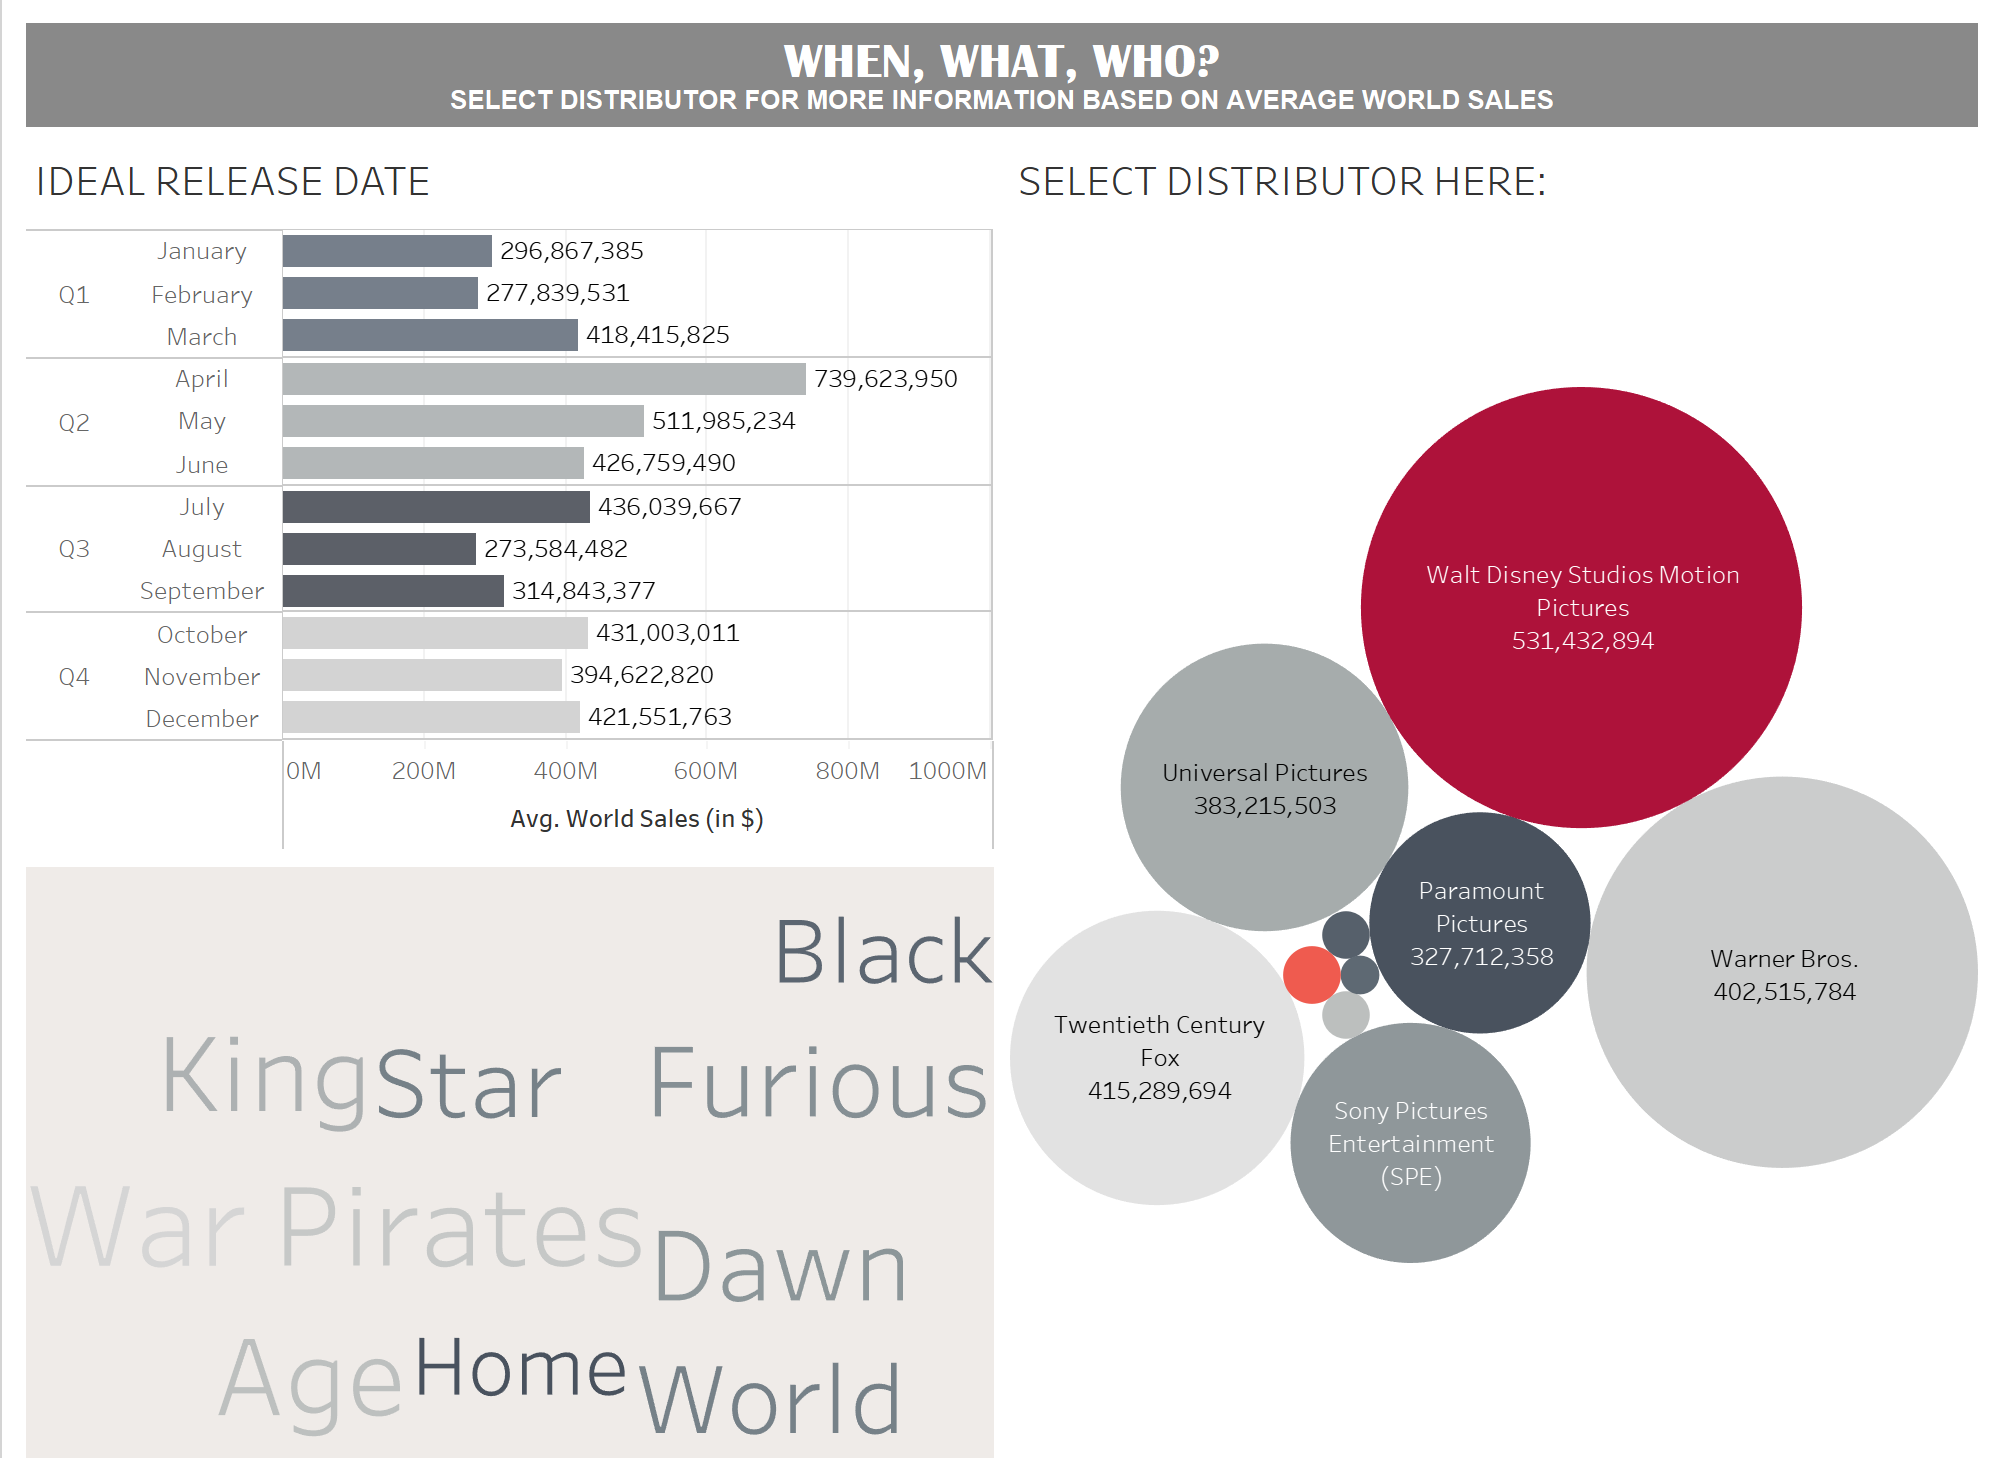 WHEN, WHAT, WHO?
SELECT DISTRIBUTOR FOR MORE INFORMATION BASED ON AVERAGE WORLD SALES
IDEAL RELEASE DATE
Q1
January 296,867,385
February 277,839,531
March 418,415,825
Q2
April 739,623,950
May 511,985,234
June 426,759,490
Q3
July 436,039,667
August 273,584,482
September 314,843,377
Q4
October 431,003,011
November 394,622,820
December 421,551,763
0M 200M 400M 600M 800M 1000M
Avg. World Sales (in $)
Black
King Star Furious
War Pirates
Dawn
Age Home World
SELECT DISTRIBUTOR HERE:
Walt Disney Studios Motion
Pictures
531,432,894
Universal Pictures
383,215,503
Paramount
Pictures
327,712,358
Warner Bros.
402,515,784
Twentieth Century
Fox
415,289,694
Sony Pictures
Entertainment
(SPE)